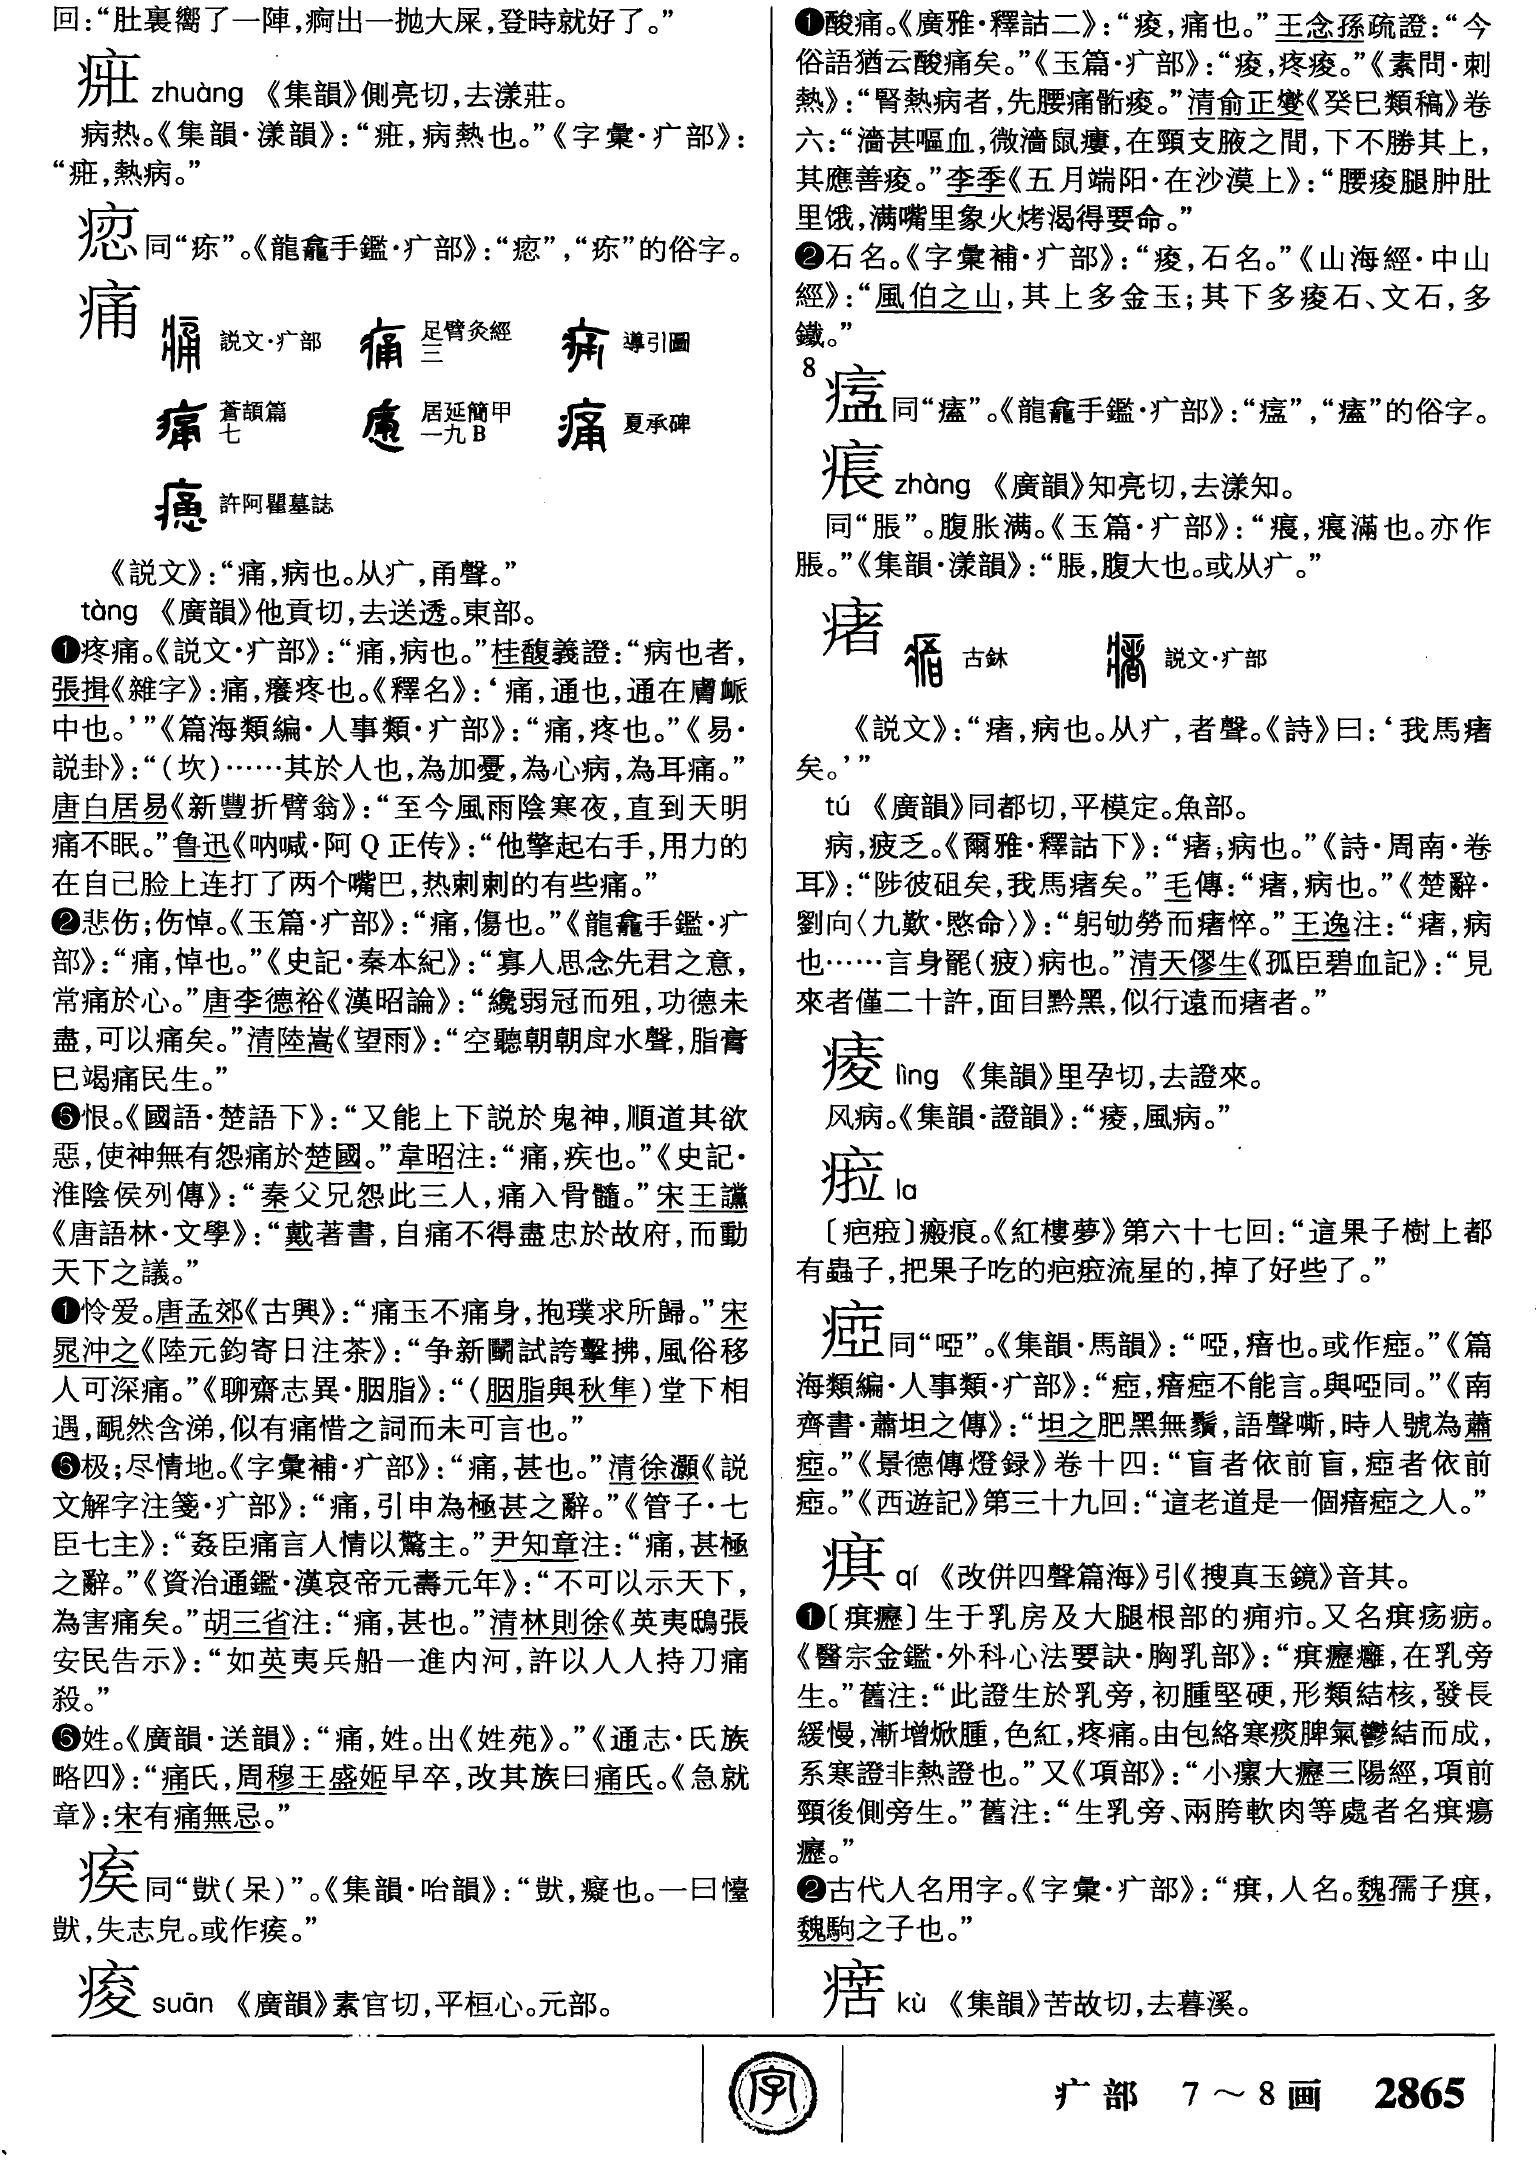 回：“肚裏嚮了一陣，痾出一抛大屎，登時就好了。”
㽵 zhuàng 《集韻》側亮切，去漾莊。
病热。《集韻·漾韻》：“㽵，病熱也。”《字彙·疒部》：
“㽵，熱病。”
同“㾈”。《龍龕手鑑·疒部》：
的俗字。
痛
説文·疒部
足臂灸經
三
導引圖
蒼頡篇
七
居延簡甲
一九B
夏承碑
許阿瞿墓誌
《説文》：“痛，病也。从疒，甬聲。”
tòng 《廣韻》他貢切，去送透。東部。
❶疼痛。《説文·疒部》：“痛，病也。”桂馥義證：“病也者，
張揖《雜字》：痛，癢疼也。《釋名》：‘痛，通也，通在膚衇
中也。’”《篇海類編·人事類·疒部》：“痛，疼也。”《易·
説卦》：“（坎）……其於人也，為加憂，為心病，為耳痛。”
唐白居易《新豐折臂翁》：“至今風雨陰寒夜，直到天明
痛不眠。”鲁迅《呐喊·阿Q正传》：“他擎起右手，用力的
在自己脸上连打了两个嘴巴，热剌剌的有些痛。”
❷悲伤；伤悼。《玉篇·疒部》：“痛，傷也。”《龍龕手鑑·疒
部》：“痛，悼也。”《史記·秦本紀》：“寡人思念先君之意，
常痛於心。”唐李德裕《漢昭論》：“纔弱冠而殂，功德未
盡，可以痛矣。”清陸嵩《望雨》：“空聽朝朝戽水聲，脂膏
已竭痛民生。”
❸恨。《國語·楚語下》：“又能上下説於鬼神，順道其欲
惡，使神無有怨痛於楚國。”韋昭注：“痛，疾也。”《史記·
淮陰侯列傳》：“秦父兄怨此三人，痛入骨髓。”宋王讜
《唐語林·文學》：“戴著書，自痛不得盡忠於故府，而動
天下之議。”
❹怜爱。唐孟郊《古興》：“痛玉不痛身，抱璞求所歸。”宋
晁沖之《陸元鈞寄日注茶》：“争新鬭試誇擊拂，風俗移
人可深痛。”《聊齋志異·胭脂》：“（胭脂與秋隼）堂下相
遇，靦然含涕，似有痛惜之詞而未可言也。”
❺极；尽情地。《字彙補·疒部》：“痛，甚也。”清徐灝《説
文解字注箋·疒部》：“痛，引申為極甚之辭。”《管子·七
臣七主》：“姦臣痛言人情以驚主。”尹知章注：“痛，甚極
之辭。”《資治通鑑·漢哀帝元壽元年》：“不可以示天下，
為害痛矣。”胡三省注：“痛，甚也。”清林則徐《英夷鴟張
安民告示》：“如英夷兵船一進内河，許以人人持刀痛
殺。”
❻姓。《廣韻·送韻》：“痛，姓。出《姓苑》。”《通志·氏族
略四》：“痛氏，周穆王盛姬早卒，改其族曰痛氏。《急就
章》：宋有痛無忌。”
㾂同“獃（呆）”。《集韻·咍韻》：“獃，癡也。一曰懛
獃，失志皃。或作㾂。”
痠 suān 《廣韻》素官切，平桓心。元部。
❶酸痛。《廣雅·釋詁二》：“痠，痛也。”王念孫疏證：“今
俗語猶云酸痛矣。”《玉篇·疒部》：“痠，疼痠。”《素問·刺
熱》：“腎熱病者，先腰痛䯒痠。”清俞正燮《癸巳類稿》卷
六：“濇甚嘔血，微濇鼠瘻，在頸支腋之間，下不勝其上，
其應善痠。”李季《五月端阳·在沙漠上》：“腰痠腿肿肚
里饿，满嘴里象火烤渴得要命。”
❷石名。《字彙補·疒部》：“痠，石名。”《山海經·中山
經》：“風伯之山，其上多金玉；其下多痠石、文石，多
鐵。”
8
瘟同“𤸱”。《龍龕手鑑·疒部》：
的俗字。
痮 zhàng 《廣韻》知亮切，去漾知。
同“脹”。腹胀满。《玉篇·疒部》：“痮，痮滿也。亦作
脹。”《集韻·漾韻》：“脹，腹大也。或从疒。”
瘏
古鉥
説文·疒部
《説文》：“瘏，病也。从疒，者聲。《詩》曰：‘我馬瘏
矣。’”
tú 《廣韻》同都切，平模定。魚部。
病，疲乏。《爾雅·釋詁下》：“瘏，病也。”《詩·周南·卷
耳》：“陟彼砠矣，我馬瘏矣。”毛傳：“瘏，病也。”《楚辭·
劉向〈九歎·愍命〉》：“躬劬勞而瘏悴。”王逸注：“瘏，病
也……言身罷（疲）病也。”清天僇生《孤臣碧血記》：“見
來者僅二十許，面目黔黑，似行遠而瘏者。”
㾉 lìng 《集韻》里孕切，去證來。
风病。《集韻·證韻》：“㾉，風病。”
㾀 la
〔疤㾀〕瘢痕。《紅樓夢》第六十七回：“這果子樹上都
有蟲子，把果子吃的疤㾀流星的，掉了好些了。”
瘂同“啞”。《集韻·馬韻》：“啞，瘖也。或作瘂。”《篇
海類編·人事類·疒部》：“瘂，瘖瘂不能言。與啞同。”《南
齊書·蕭坦之傳》：“坦之肥黑無鬚，語聲嘶，時人號為蕭
瘂。”《景德傳燈録》卷十四：“盲者依前盲，瘂者依前
瘂。”《西遊記》第三十九回：“這老道是一個瘖瘂之人。”
㾕 qí 《改併四聲篇海》引《搜真玉鏡》音其。
❶〔㾕癧〕生于乳房及大腿根部的痈疖。又名㾕疡疬。
《醫宗金鑑·外科心法要訣·胸乳部》：“㾕癧癰，在乳旁
生。”舊注：“此證生於乳旁，初腫堅硬，形類結核，發長
緩慢，漸增焮腫，色紅，疼痛。由包絡寒痰脾氣鬱結而成，
系寒證非熱證也。”又《項部》：“小瘰大癧三陽經，項前
頸後側旁生。”舊注：“生乳旁、兩胯軟肉等處者名㾕瘍
癧。”
❷古代人名用字。《字彙·疒部》：“㾕，人名。魏孺子㾕，
魏駒之子也。”
㾄 kù 《集韻》苦故切，去暮溪。
字
疒部 7～8画 2865